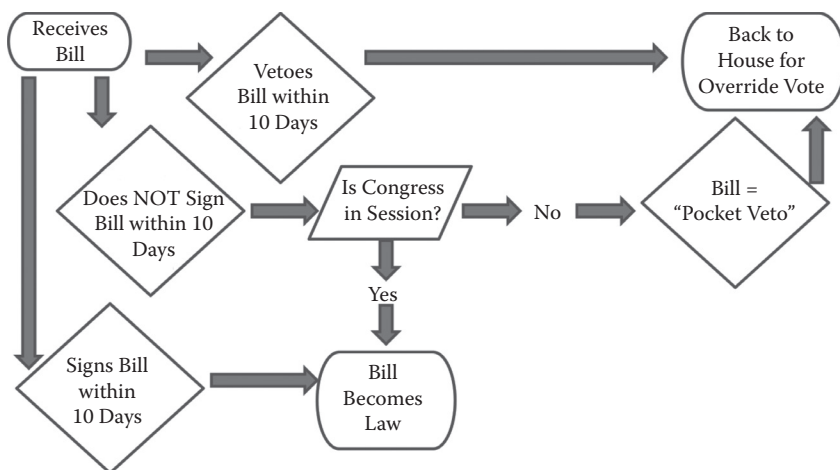 Receives
Bill
Vetoes
Bill within
10 Days
Back to
House for
Override Vote
Does NOT Sign
Bill within 10
Days
Is Congress
in Session?
No
Bill =
“Pocket Veto”
Yes
Signs Bill
within
10 Days
Bill
Becomes
Law